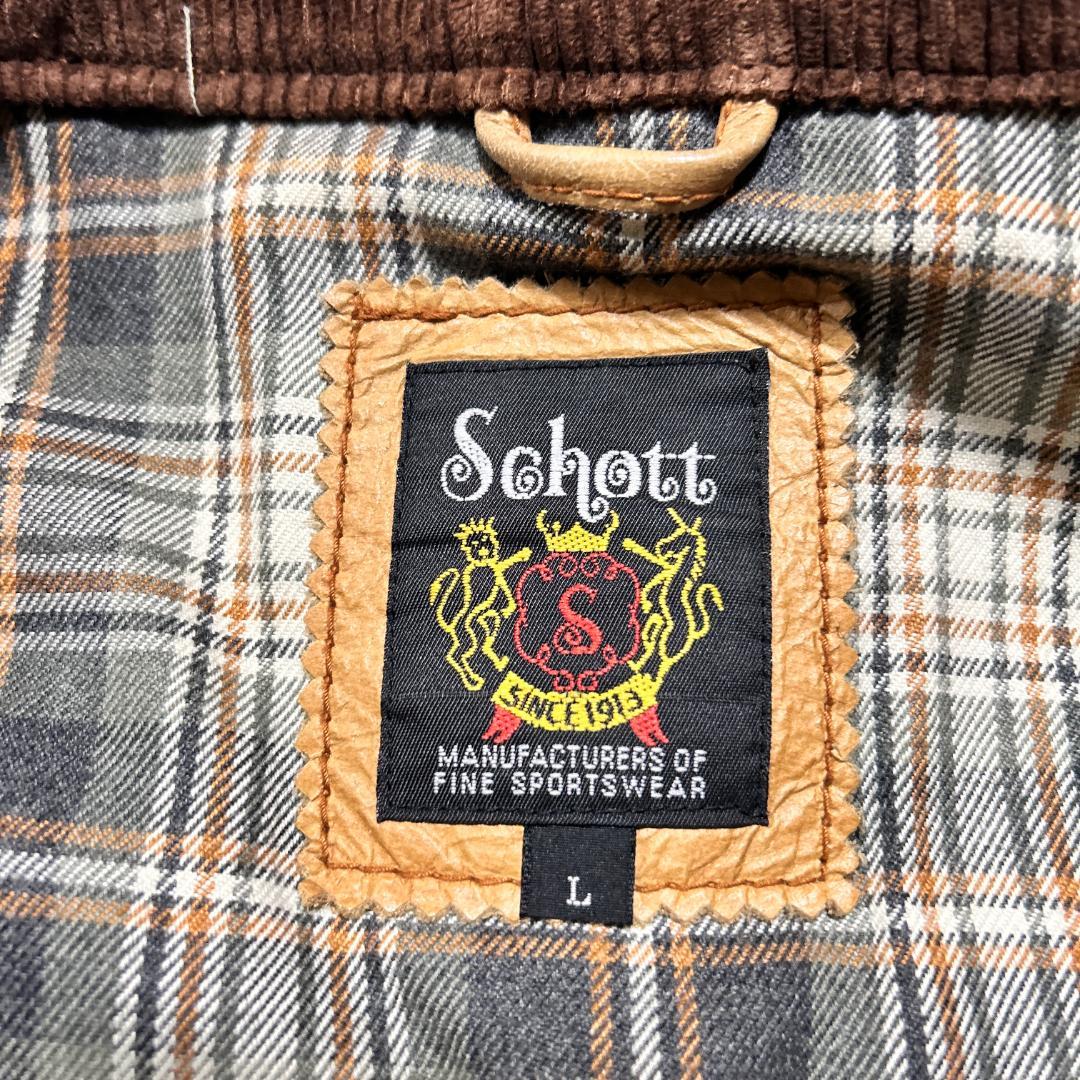 Schott
S
SINCE 1913
MANUFACTURERS OF
FINE SPORTSWEAR
L